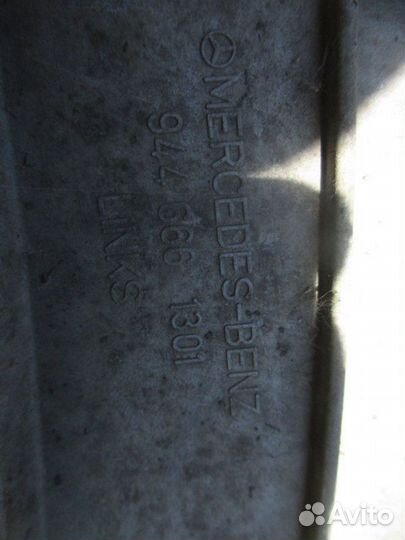 MERCEDES-BENZ
944 666 1301
LINKS
Avito